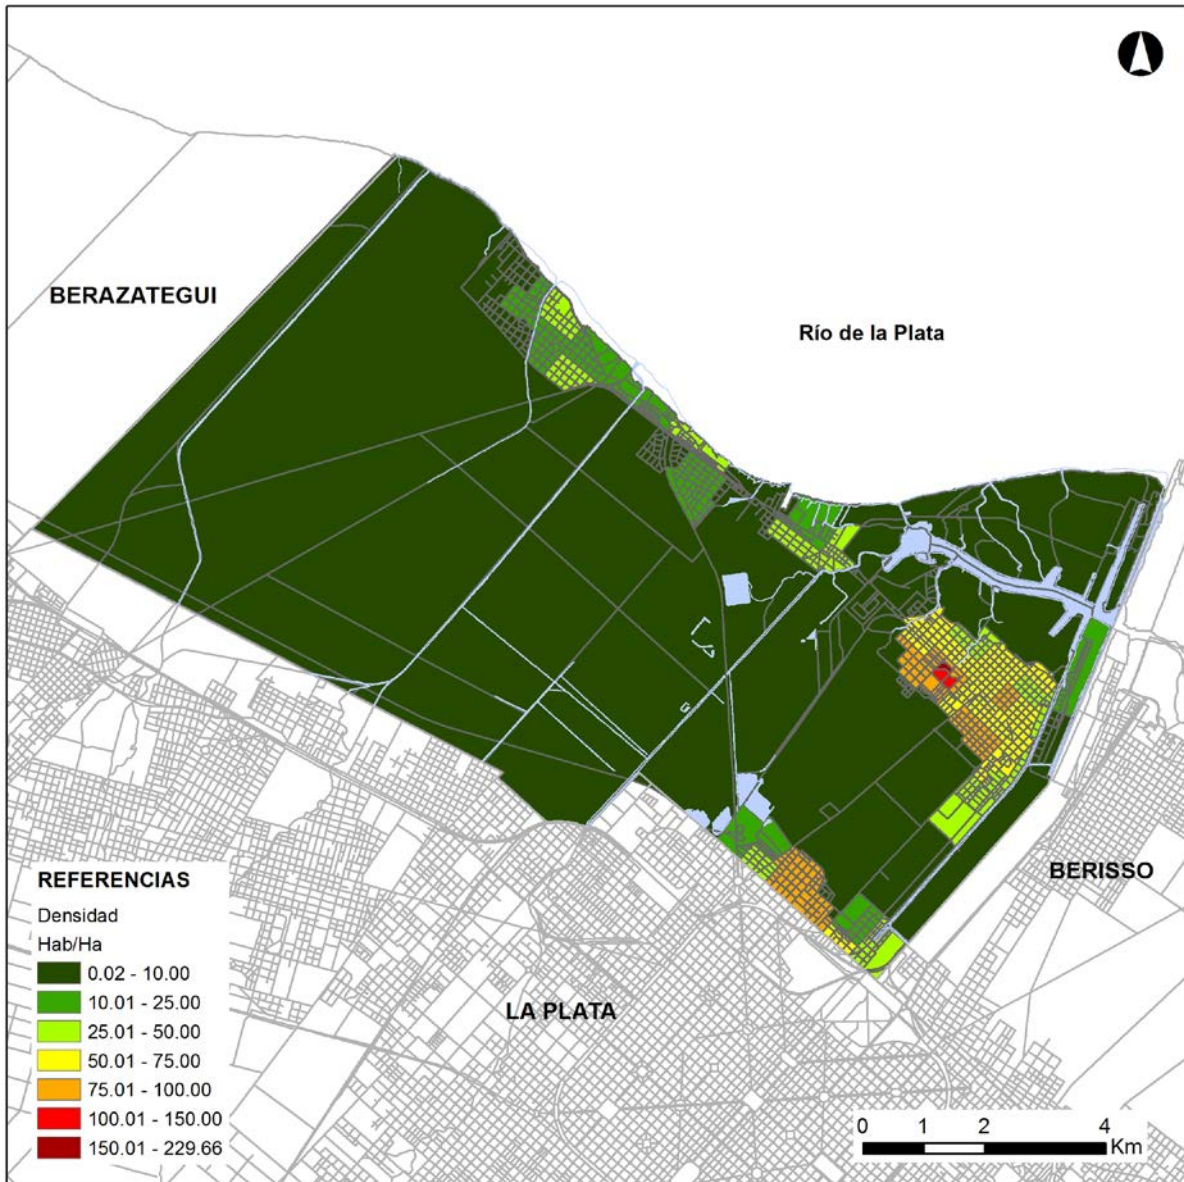 BERAZATEGUI
Río de la Plata
BERISSO
LA PLATA
REFERENCIAS
Densidad
Hab/Ha
0.02 - 10.00
10.01 - 25.00
25.01 - 50.00
50.01 - 75.00
75.01 - 100.00
100.01 - 150.00
150.01 - 229.66
0 1 2 4
Km